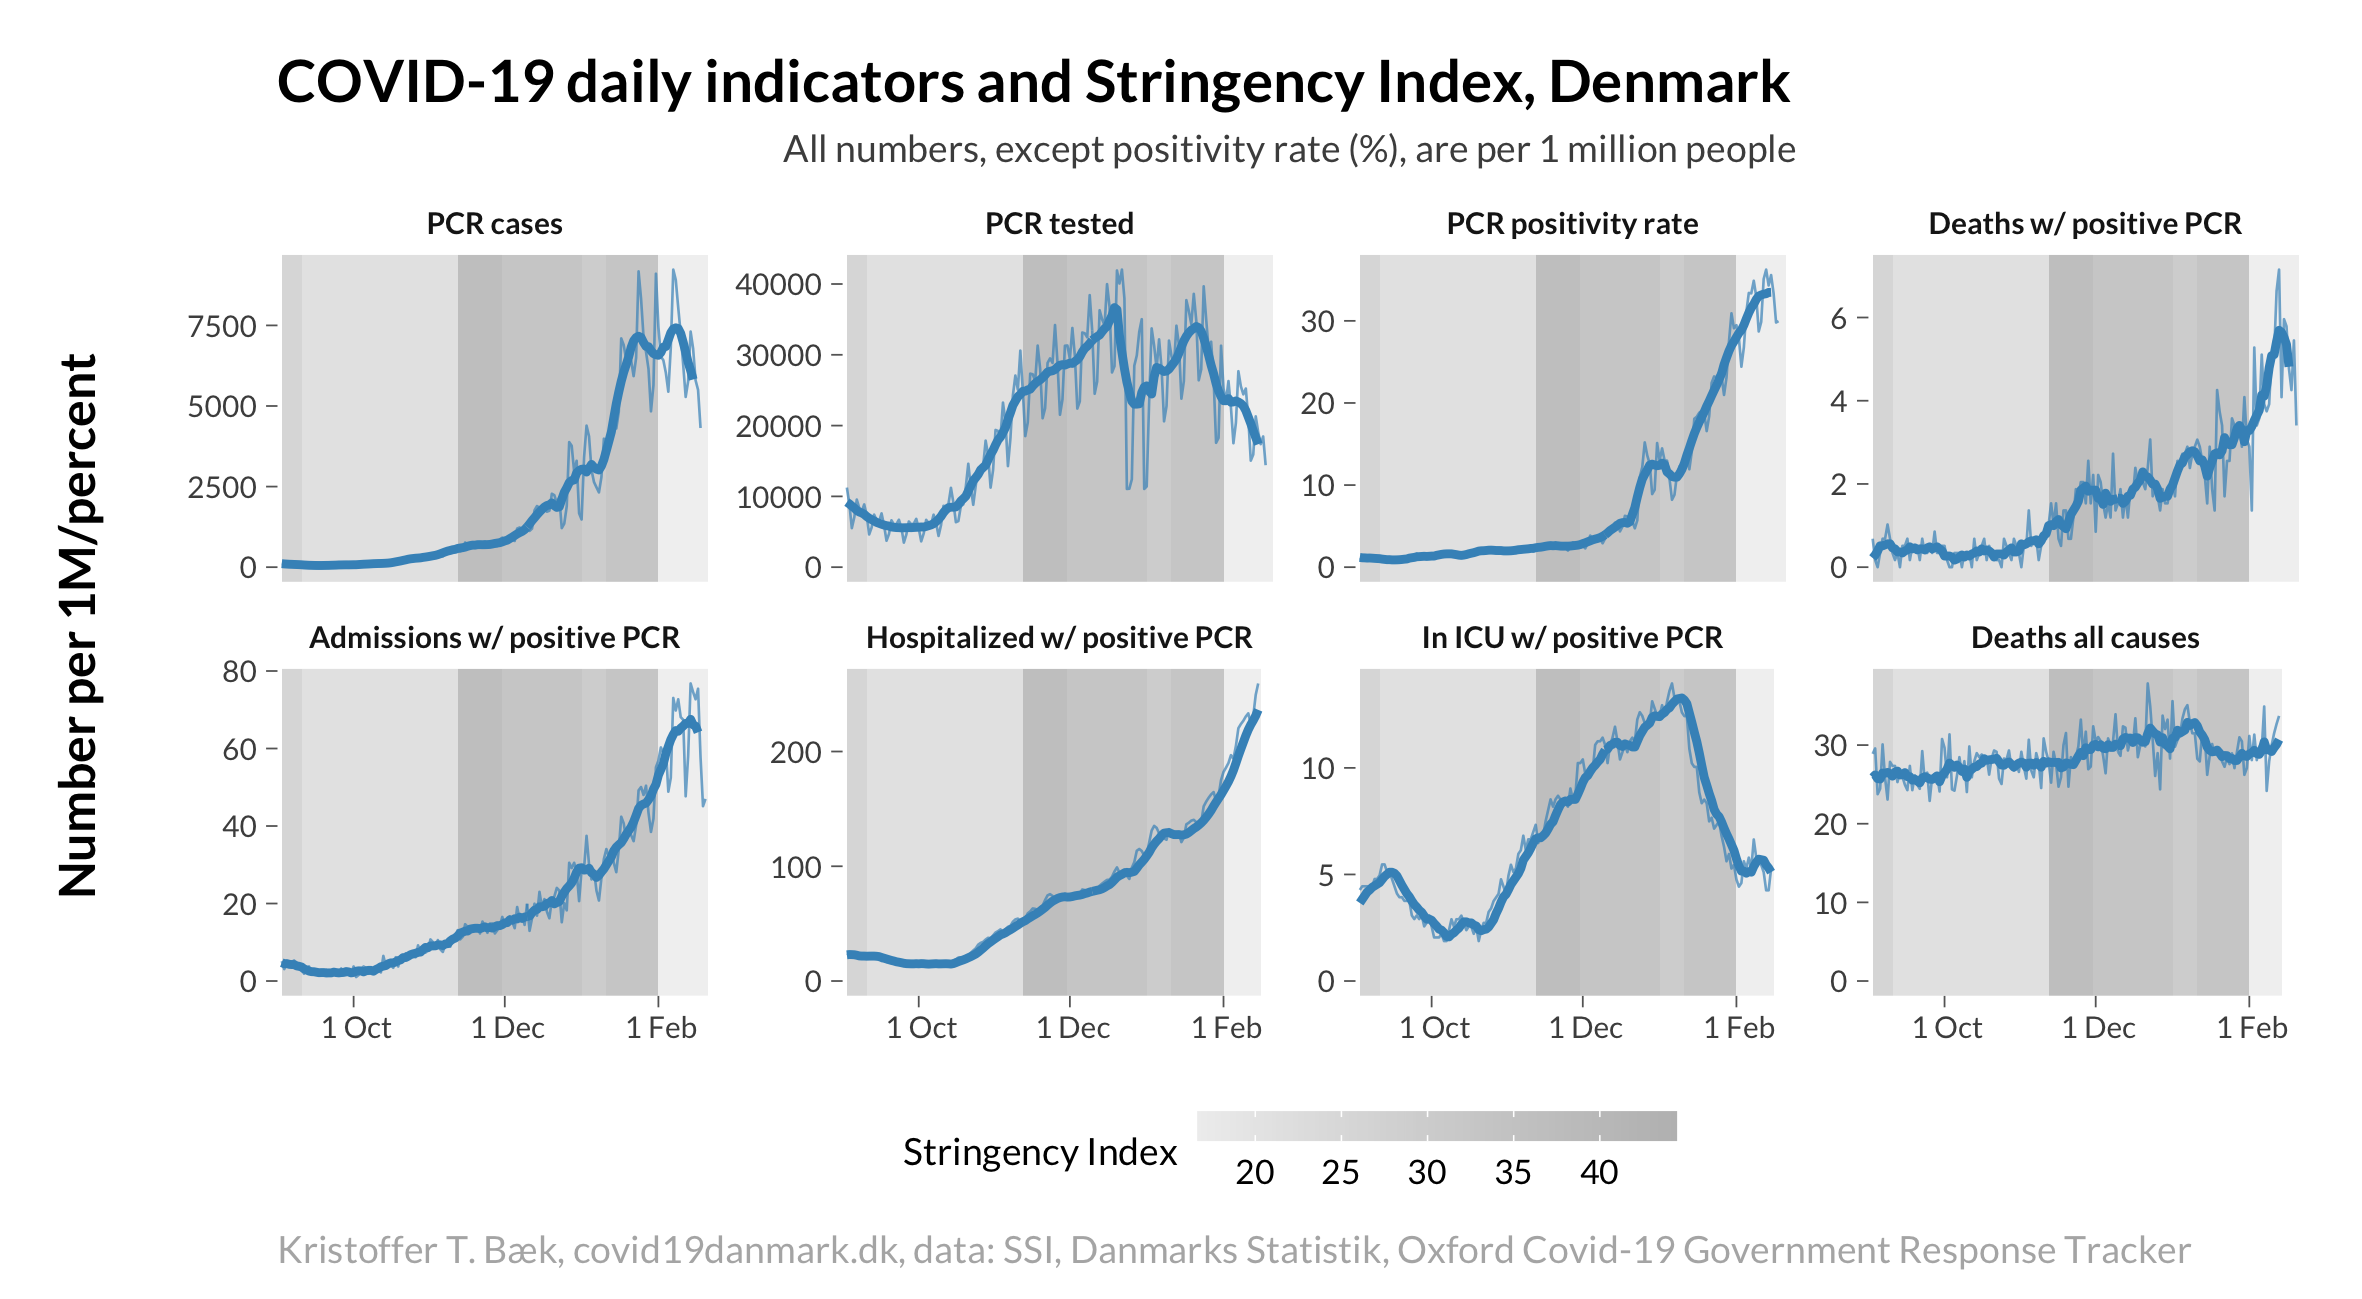 COVID-19 daily indicators and Stringency Index, Denmark
All numbers, except positivity rate (%), are per 1 million people
Number per 1M/percent
PCR cases
7500
5000
2500
0
PCR tested
40000
30000
20000
10000
0
PCR positivity rate
30
20
10
0
Deaths w/ positive PCR
6
4
2
0
Admissions w/ positive PCR
80
60
40
20
0
1 Oct 1 Dec 1 Feb
Hospitalized w/ positive PCR
200
100
0
1 Oct 1 Dec 1 Feb
In ICU w/ positive PCR
10
5
0
1 Oct 1 Dec 1 Feb
Deaths all causes
30
20
10
0
1 Oct 1 Dec 1 Feb
Stringency Index
20 25 30 35 40
Kristoffer T. Bæk, covid19danmark.dk, data: SSI, Danmarks Statistik, Oxford Covid-19 Government Response Tracker